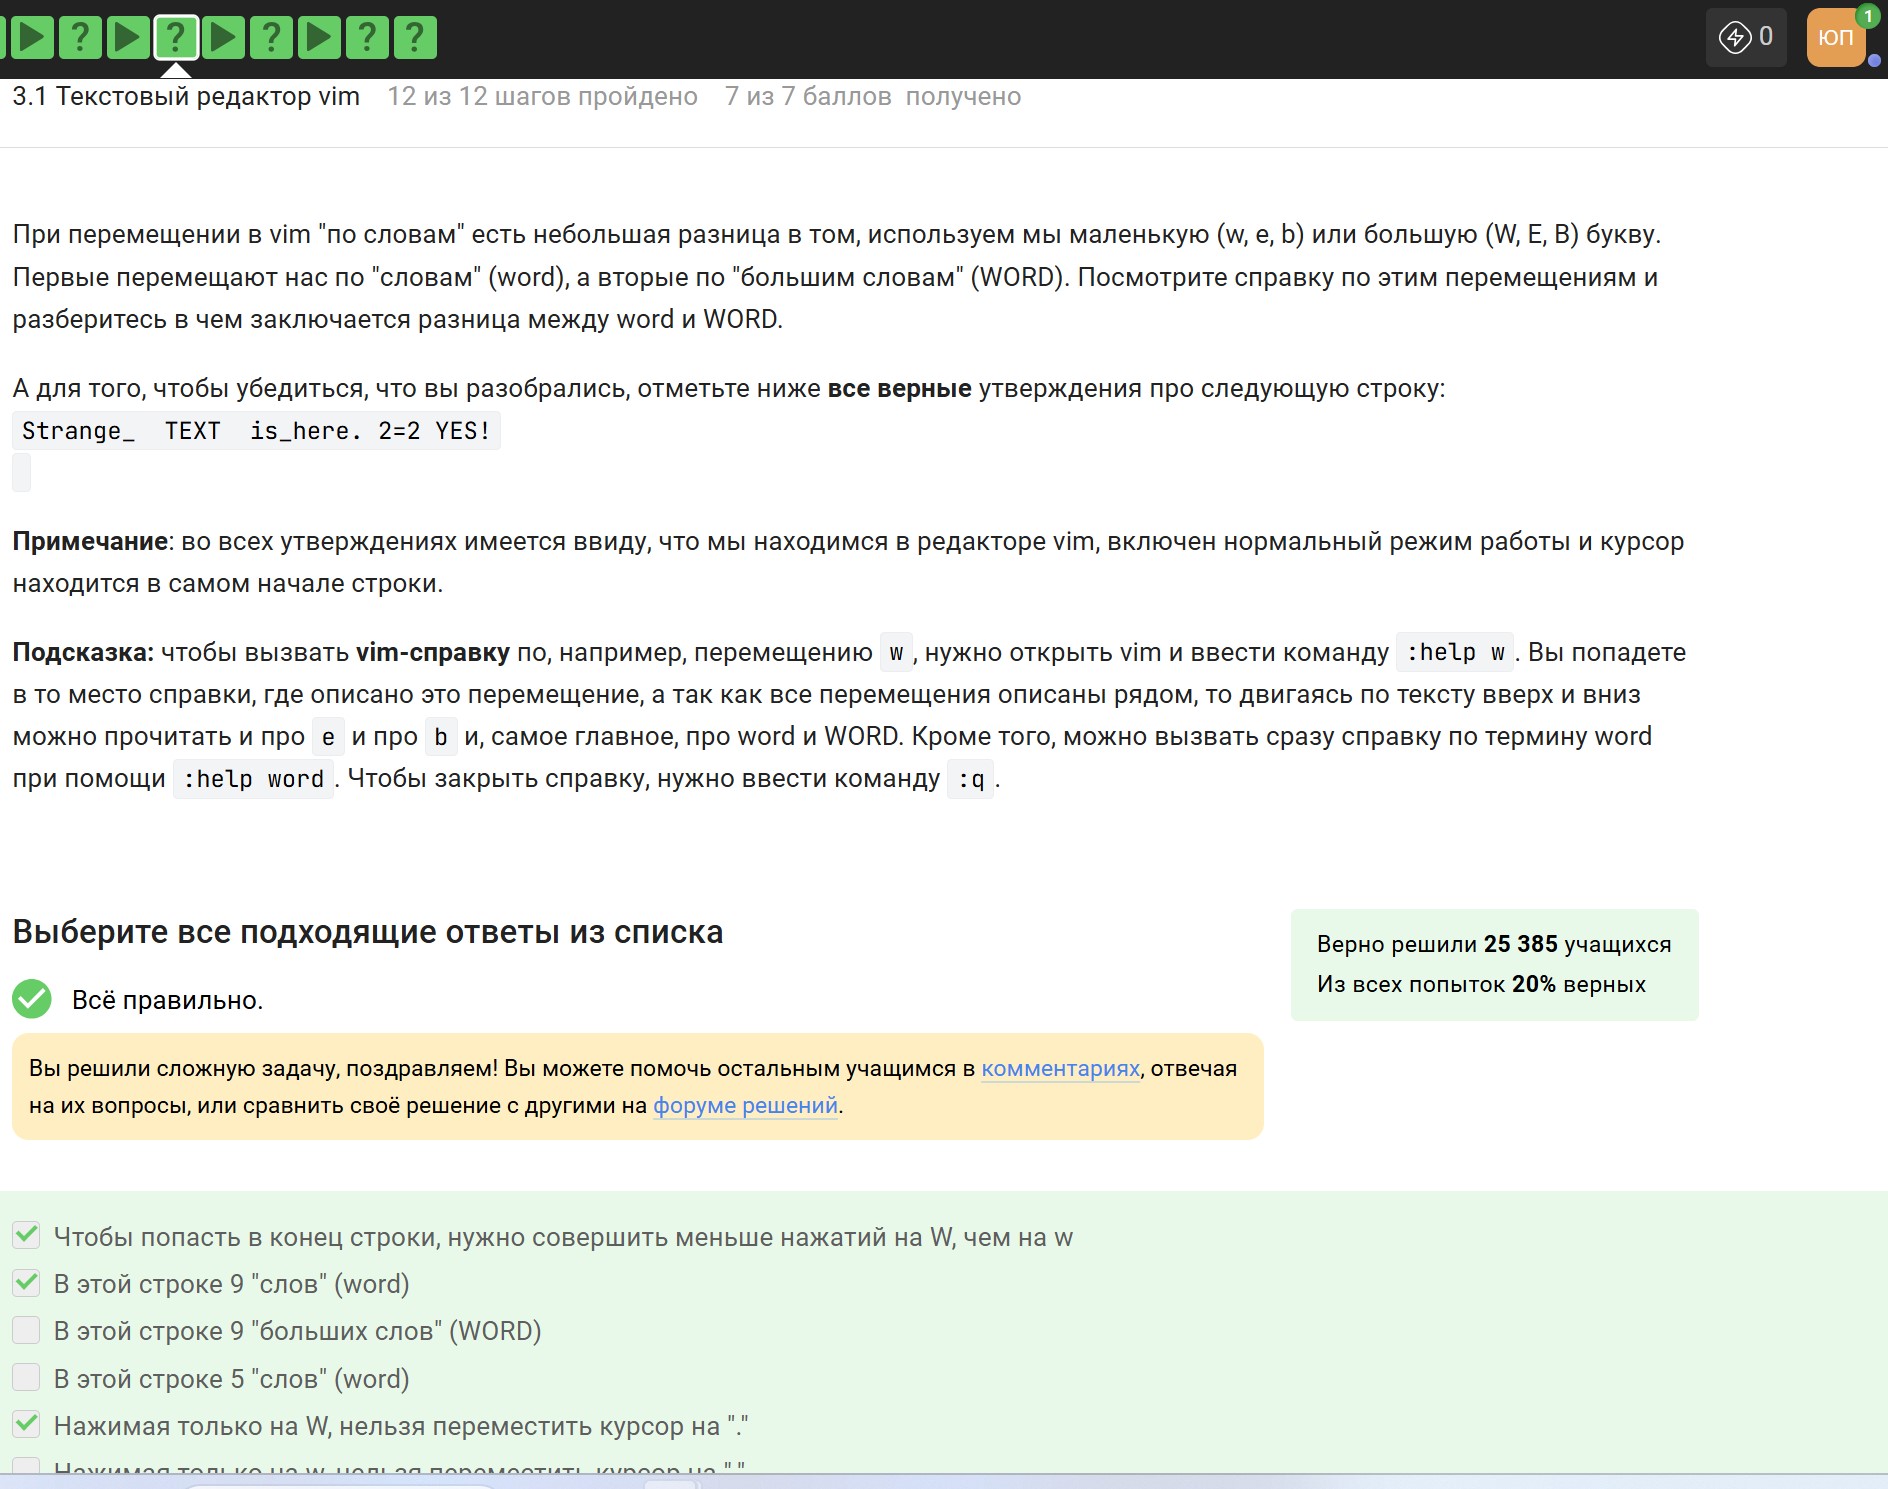 ? ? ? ?
0
ЮП
1
3.1 Текстовый редактор vim 12 из 12 шагов пройдено 7 из 7 баллов получено
При перемещении в vim "по словам" есть небольшая разница в том, используем мы маленькую (w, e, b) или большую (W, E, B) букву.
Первые перемещают нас по "словам" (word), а вторые по "большим словам" (WORD). Посмотрите справку по этим перемещениям и
разберитесь в чем заключается разница между word и WORD.
А для того, чтобы убедиться, что вы разобрались, отметьте ниже все верные утверждения про следующую строку:
Strange_  TEXT  is_here. 2=2 YES!
Примечание: во всех утверждениях имеется ввиду, что мы находимся в редакторе vim, включен нормальный режим работы и курсор
находится в самом начале строки.
Подсказка: чтобы вызвать vim-справку по, например, перемещению w, нужно открыть vim и ввести команду :help w. Вы попадете
в то место справки, где описано это перемещение, а так как все перемещения описаны рядом, то двигаясь по тексту вверх и вниз
можно прочитать и про e и про b и, самое главное, про word и WORD. Кроме того, можно вызвать сразу справку по термину word
при помощи :help word. Чтобы закрыть справку, нужно ввести команду :q.
Выберите все подходящие ответы из списка
Верно решили 25 385 учащихся
Из всех попыток 20% верных
Всё правильно.
Вы решили сложную задачу, поздравляем! Вы можете помочь остальным учащимся в комментариях, отвечая
на их вопросы, или сравнить своё решение с другими на форуме решений.
Чтобы попасть в конец строки, нужно совершить меньше нажатий на W, чем на w
В этой строке 9 "слов" (word)
В этой строке 9 "больших слов" (WORD)
В этой строке 5 "слов" (word)
Нажимая только на W, нельзя переместить курсор на "."
Нажимая только на w, нельзя переместить курсор на "."